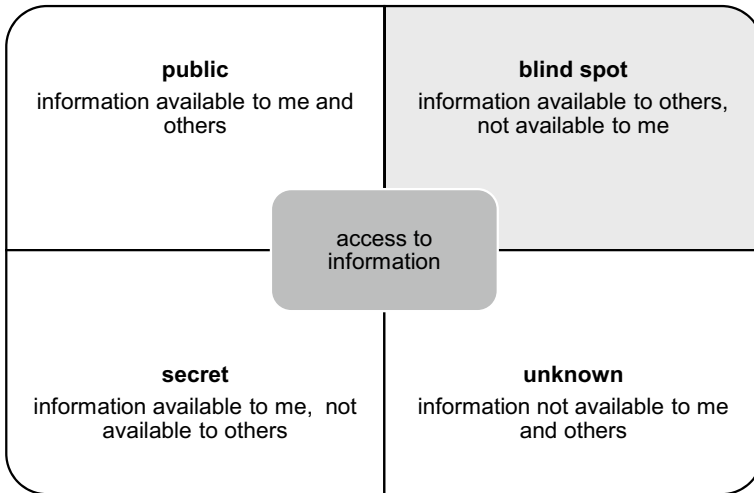 public
information available to me and
others
blind spot
information available to others,
not available to me
access to
information
secret
information available to me,  not
available to others
unknown
information not available to me
and others